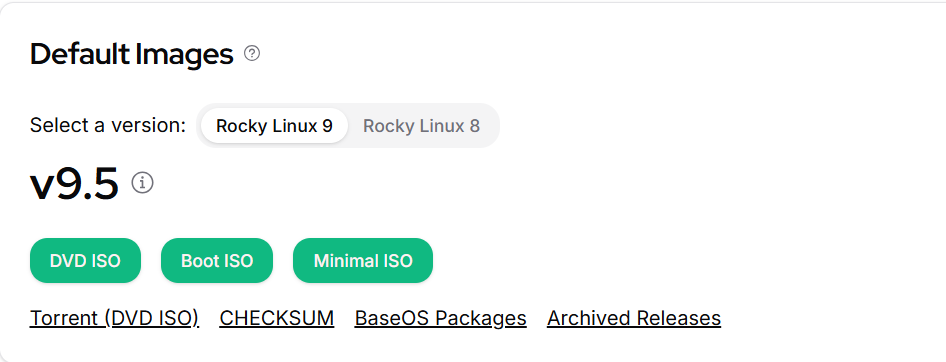 Default Images
Select a version: Rocky Linux 9 Rocky Linux 8
v9.5
DVD ISO Boot ISO Minimal ISO
Torrent (DVD ISO) CHECKSUM BaseOS Packages Archived Releases